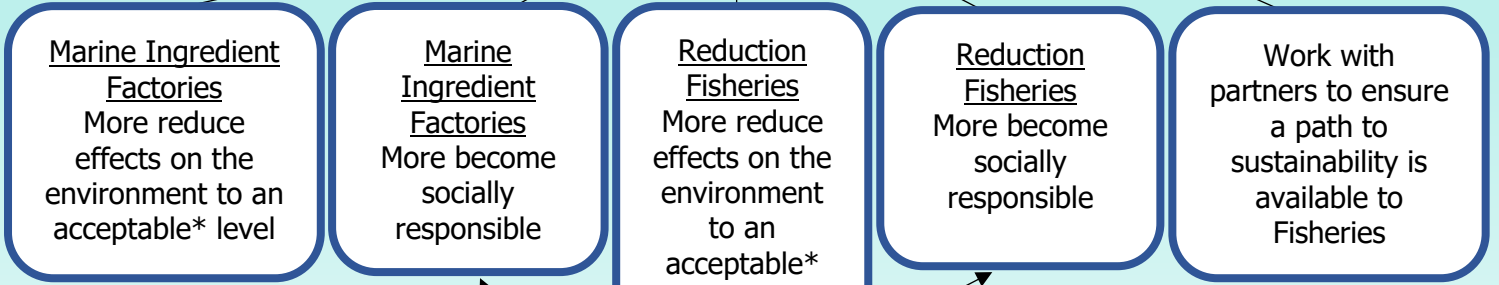 Marine Ingredient
Factories
More reduce
effects on the
environment to an
acceptable* level
Marine
Ingredient
Factories
More become
socially
responsible
Reduction
Fisheries
More reduce
effects on the
environment
to an
acceptable*
Reduction
Fisheries
More become
socially
responsible
Work with
partners to ensure
a path to
sustainability is
available to
Fisheries